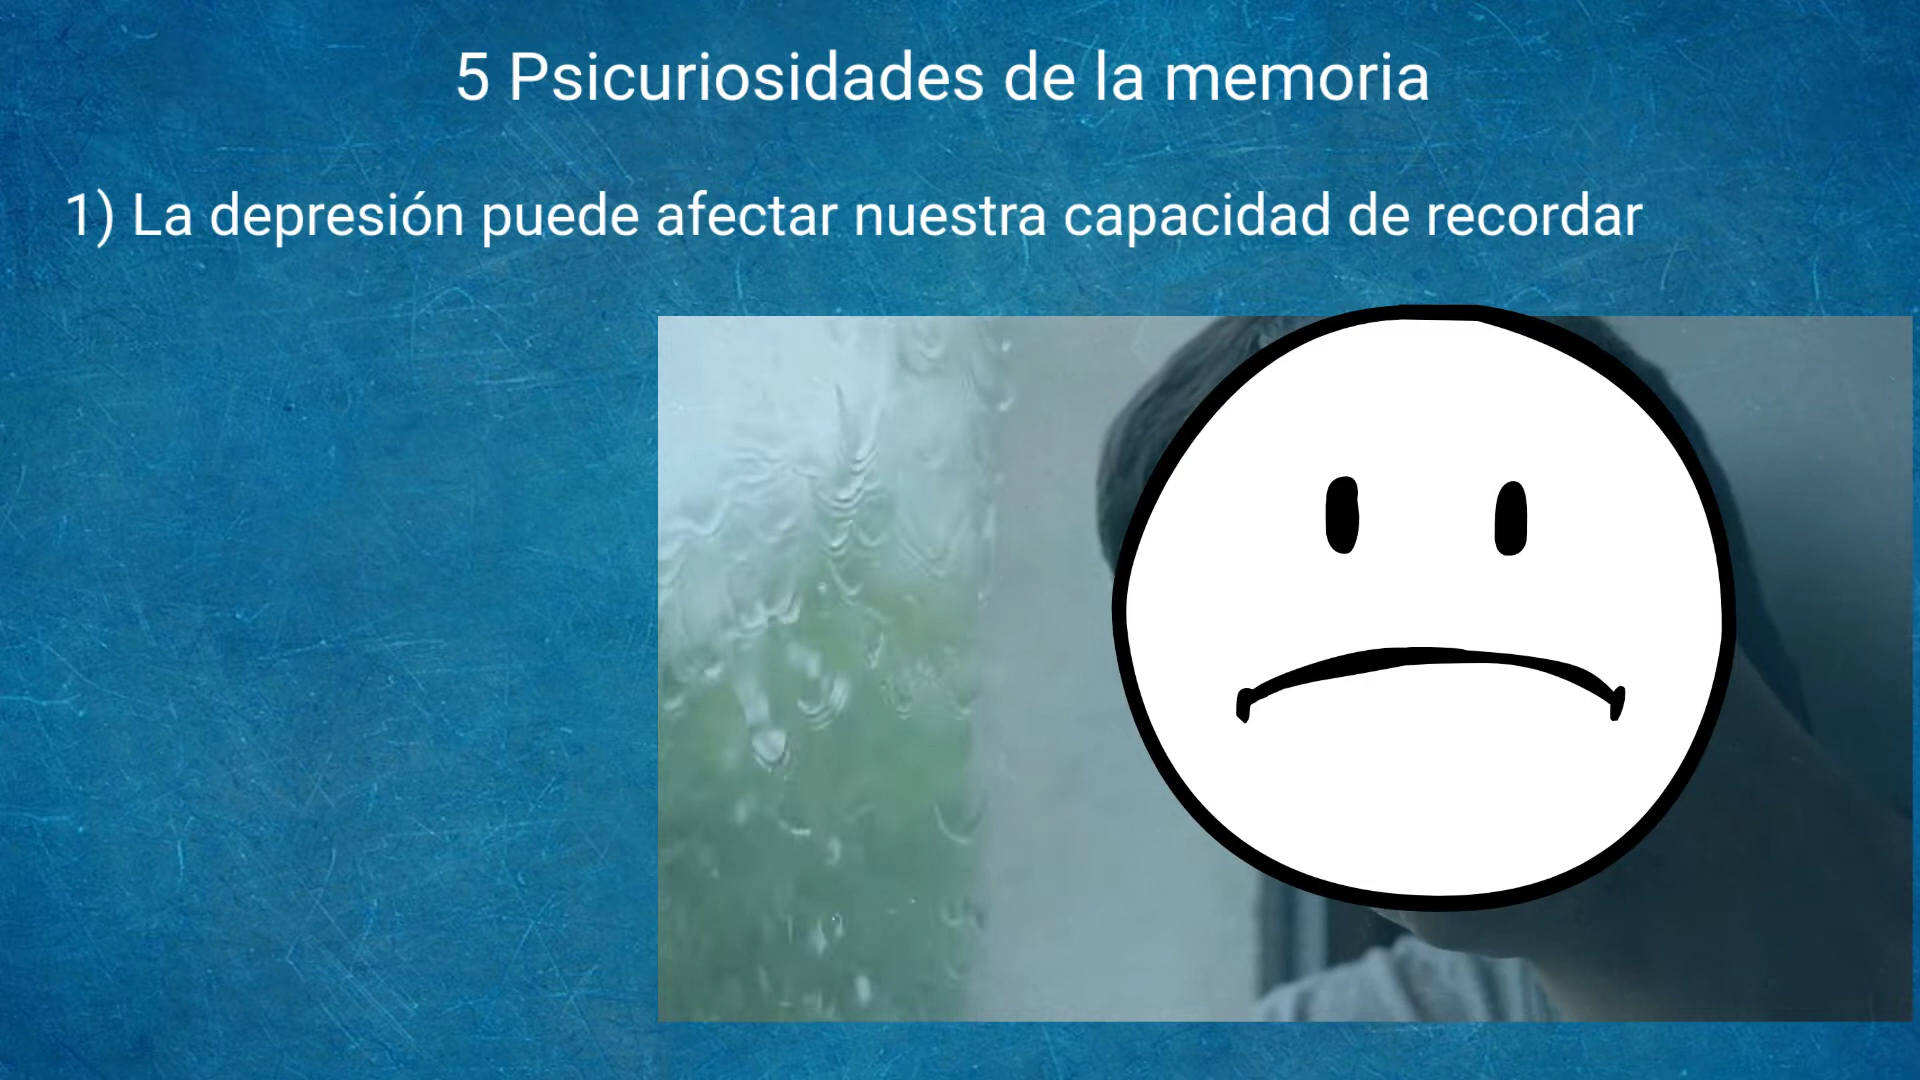 5 Psicuriosidades de la memoria
1) La depresión puede afectar nuestra capacidad de recordar